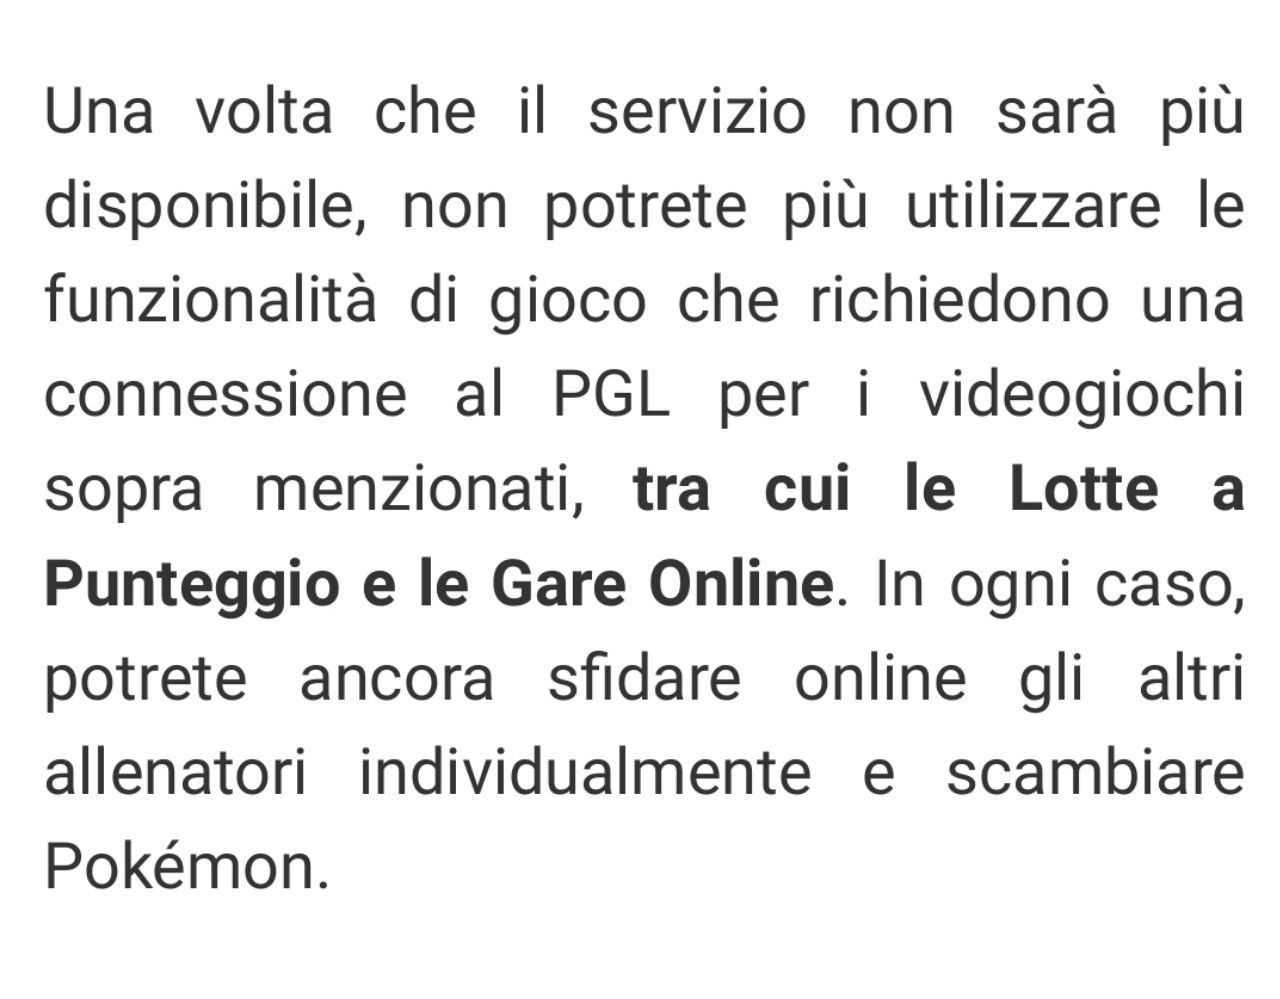 Una volta che il servizio non sarà più
disponibile, non potrete più utilizzare le
funzionalità di gioco che richiedono una
connessione al PGL per i videogiochi
sopra menzionati, tra cui le Lotte a
Punteggio e le Gare Online. In ogni caso,
potrete ancora sfidare online gli altri
allenatori individualmente e scambiare
Pokémon.